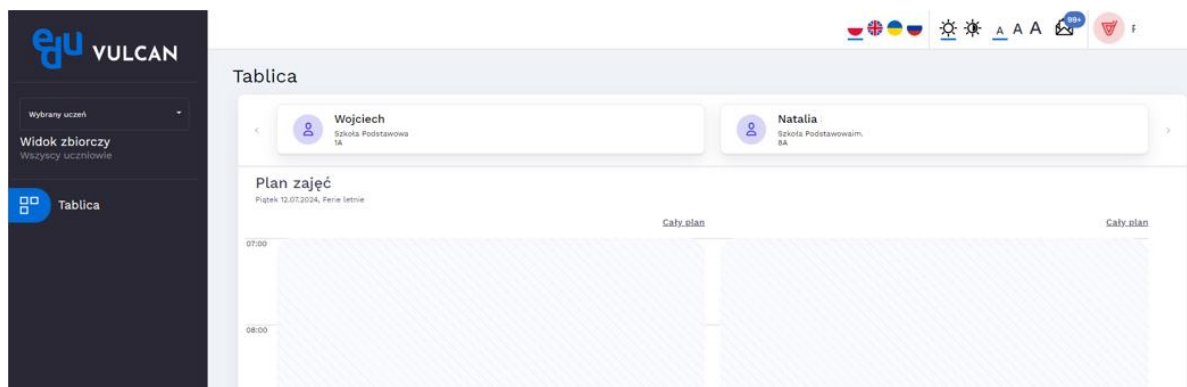 edu VULCAN
A A A
99+
Wybrany uczeń
Widok zbiorczy
Wszyscy uczniowie
Tablica
Tablica
Wojciech
Szkoła Podstawowa
1A
Natalia
Szkoła Podstawowaim.
8A
Plan zajęć
Piątek 12.07.2024, Ferie letnie
Cały plan
Cały plan
07:00
08:00